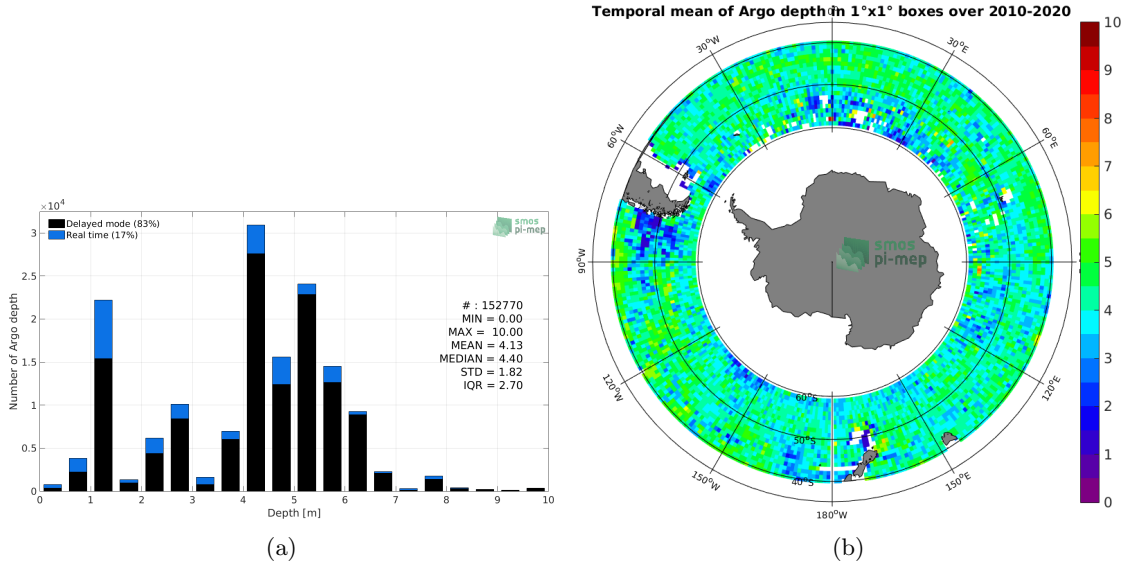 ×10⁴
Delayed mode (83%)
Real time (17%)
smos
pi-mep
3
2.5
2
1.5
1
0.5
0
Number of Argo depth
# : 152770
MIN = 0.00
MAX = 10.00
MEAN = 4.13
MEDIAN = 4.40
STD = 1.82
IQR = 2.70
0 1 2 3 4 5 6 7 8 9 10
Depth [m]
(a)
Temporal mean of Argo depth in 1°x1° boxes over 2010-2020
30°W
30°E
60°W
60°E
90°W
120°W
120°E
150°W
150°E
180°W
60°S
50°S
40°S
smos
pi-mep
10
9
8
7
6
5
4
3
2
1
0
(b)